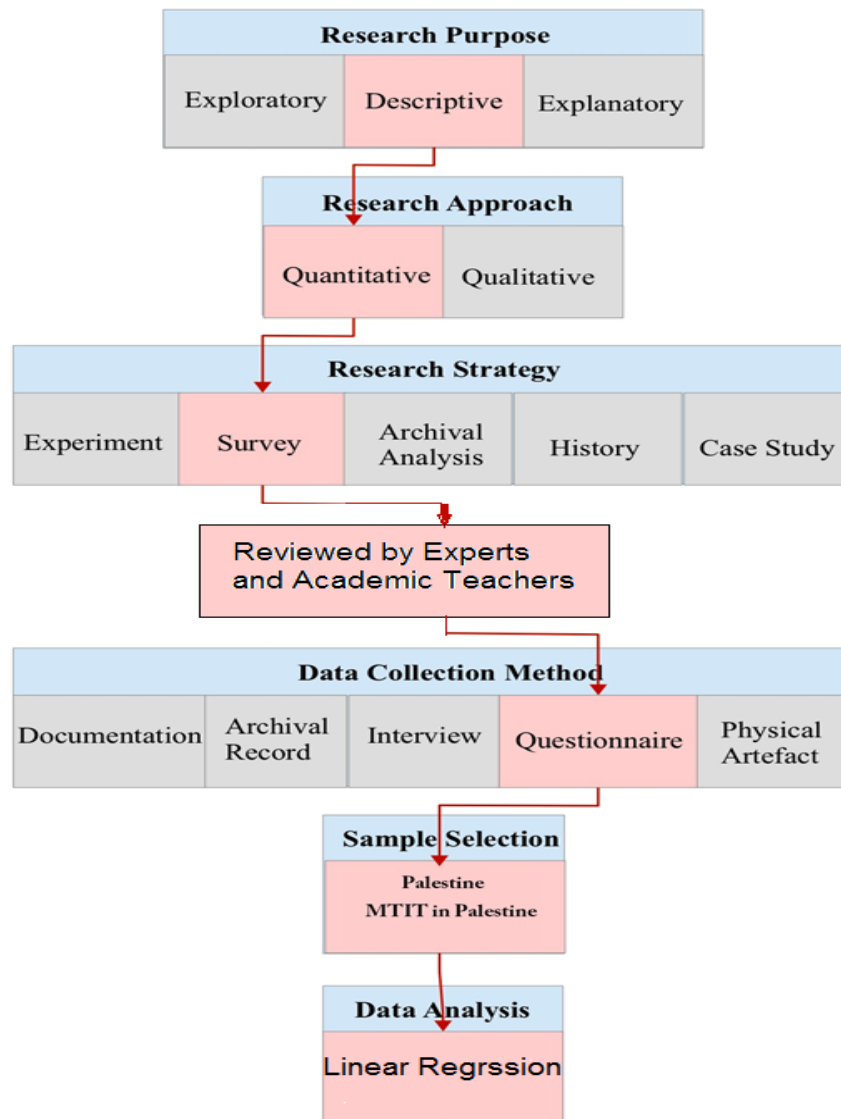 Research Purpose
Exploratory
Descriptive
Explanatory
Research Approach
Quantitative
Qualitative
Research Strategy
Experiment
Survey
Archival
Analysis
History
Case Study
Reviewed by Experts
and Academic Teachers
Data Collection Method
Documentation
Archival
Record
Interview
Questionnaire
Physical
Artefact
Sample Selection
Palestine
MTIT in Palestine
Data Analysis
Linear Regrssion